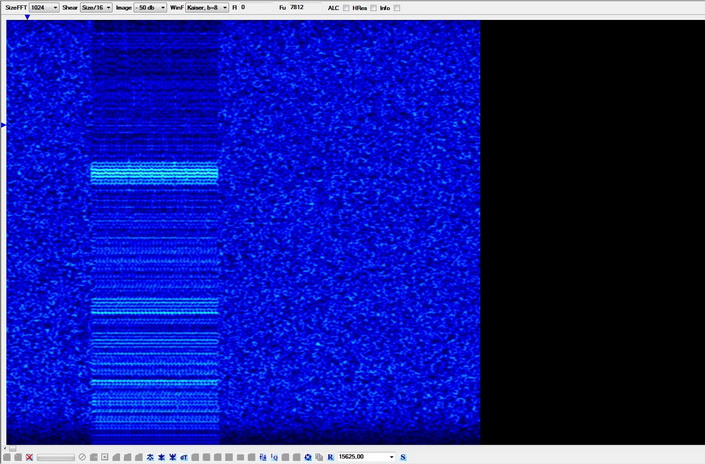 SizeFFT 1024 Shear Size/16 Image - 50 db WinF Kaiser, b=8 Fl 0 Fu 7812 ALC HRes Info
dT R 15625,00 S